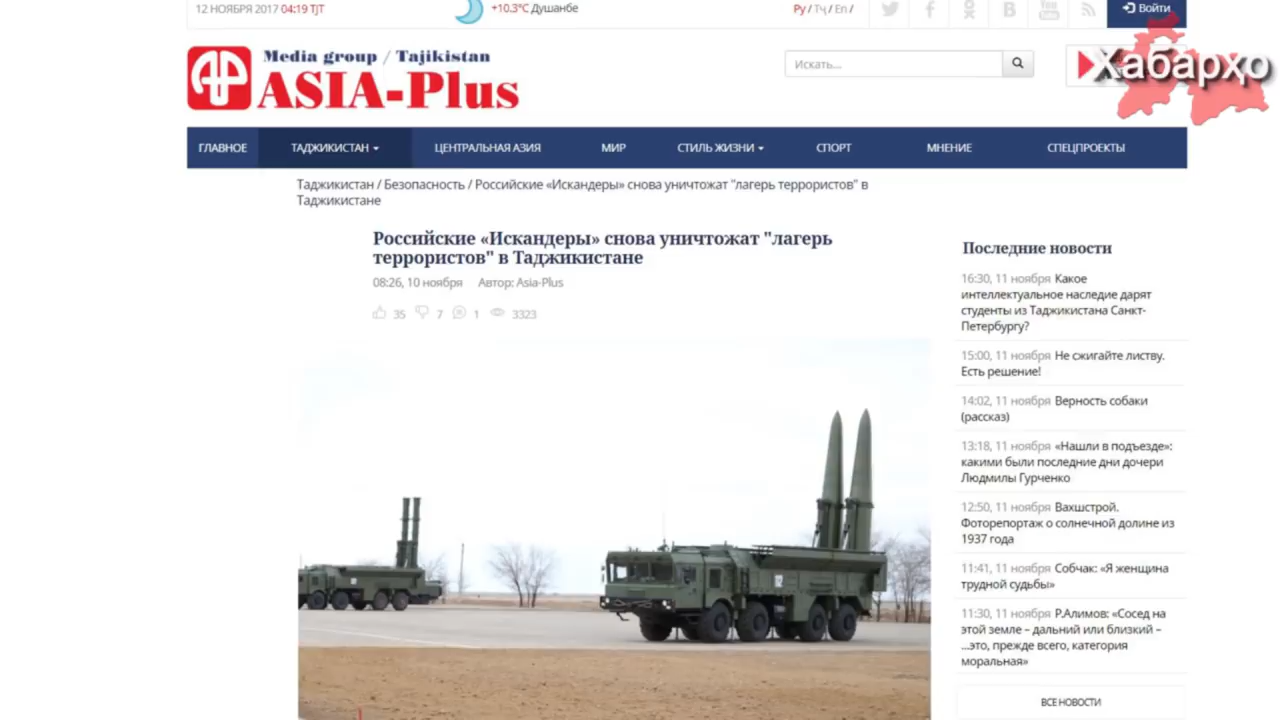 12 НОЯБРЯ 2017 04:19 TJT
+10.3°C Душанбе
Ру / Тҷ / En /
You
Войти
Media group / Tajikistan
ASIA-Plus
Искать...
Хабарҳо
ГЛАВНОЕ ТАДЖИКИСТАН ЦЕНТРАЛЬНАЯ АЗИЯ МИР СТИЛЬ ЖИЗНИ СПОРТ МНЕНИЕ СПЕЦПРОЕКТЫ
Таджикистан / Безопасность / Российские «Искандеры» снова уничтожат "лагерь террористов" в
Таджикистане
Российские «Искандеры» снова уничтожат "лагерь
террористов" в Таджикистане
08:26, 10 ноября Автор: Asia-Plus
35 7 1 3323
Последние новости
16:30, 11 ноября Какое
интеллектуальное наследие дарят
студенты из Таджикистана Санкт-
Петербургу?
15:00, 11 ноября Не сжигайте листву.
Есть решение!
14:02, 11 ноября Верность собаки
(рассказ)
13:18, 11 ноября «Нашли в подъезде»:
какими были последние дни дочери
Людмилы Гурченко
12:50, 11 ноября Вахшстрой.
Фоторепортаж о солнечной долине из
1937 года
11:41, 11 ноября Собчак: «Я женщина
трудной судьбы»
11:30, 11 ноября Р.Алимов: «Сосед на
этой земле – дальний или близкий –
...это, прежде всего, категория
моральная»
ВСЕ НОВОСТИ